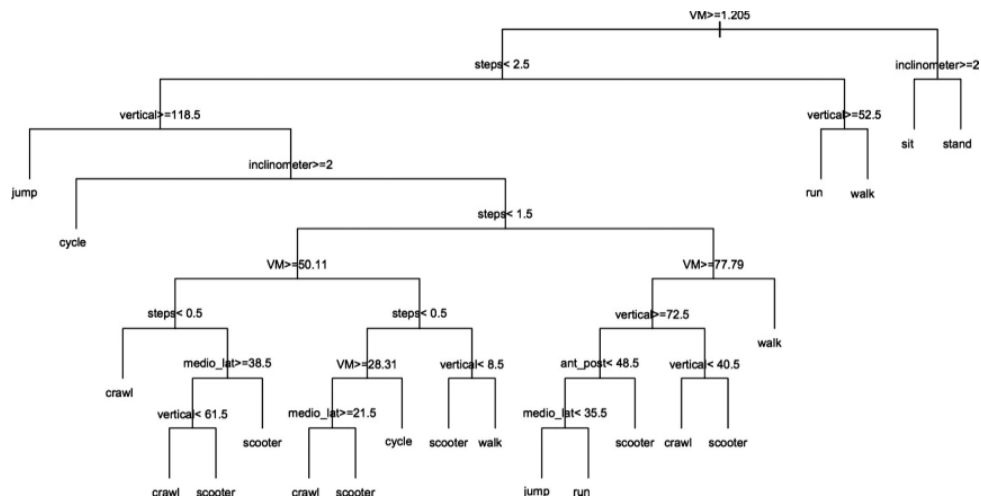 VM>=1.205
steps< 2.5
inclinometer>=2
vertical>=118.5
vertical>=52.5
sit
stand
jump
inclinometer>=2
run
walk
cycle
steps< 1.5
VM>=50.11
VM>=77.79
steps< 0.5
steps< 0.5
vertical>=72.5
walk
crawl
medio_lat>=38.5
VM>=28.31
vertical< 8.5
ant_post< 48.5
vertical< 40.5
vertical< 61.5
scooter
medio_lat>=21.5
cycle
scooter
walk
medio_lat< 35.5
scooter
crawl
scooter
crawl
scooter
crawl
scooter
jump
run